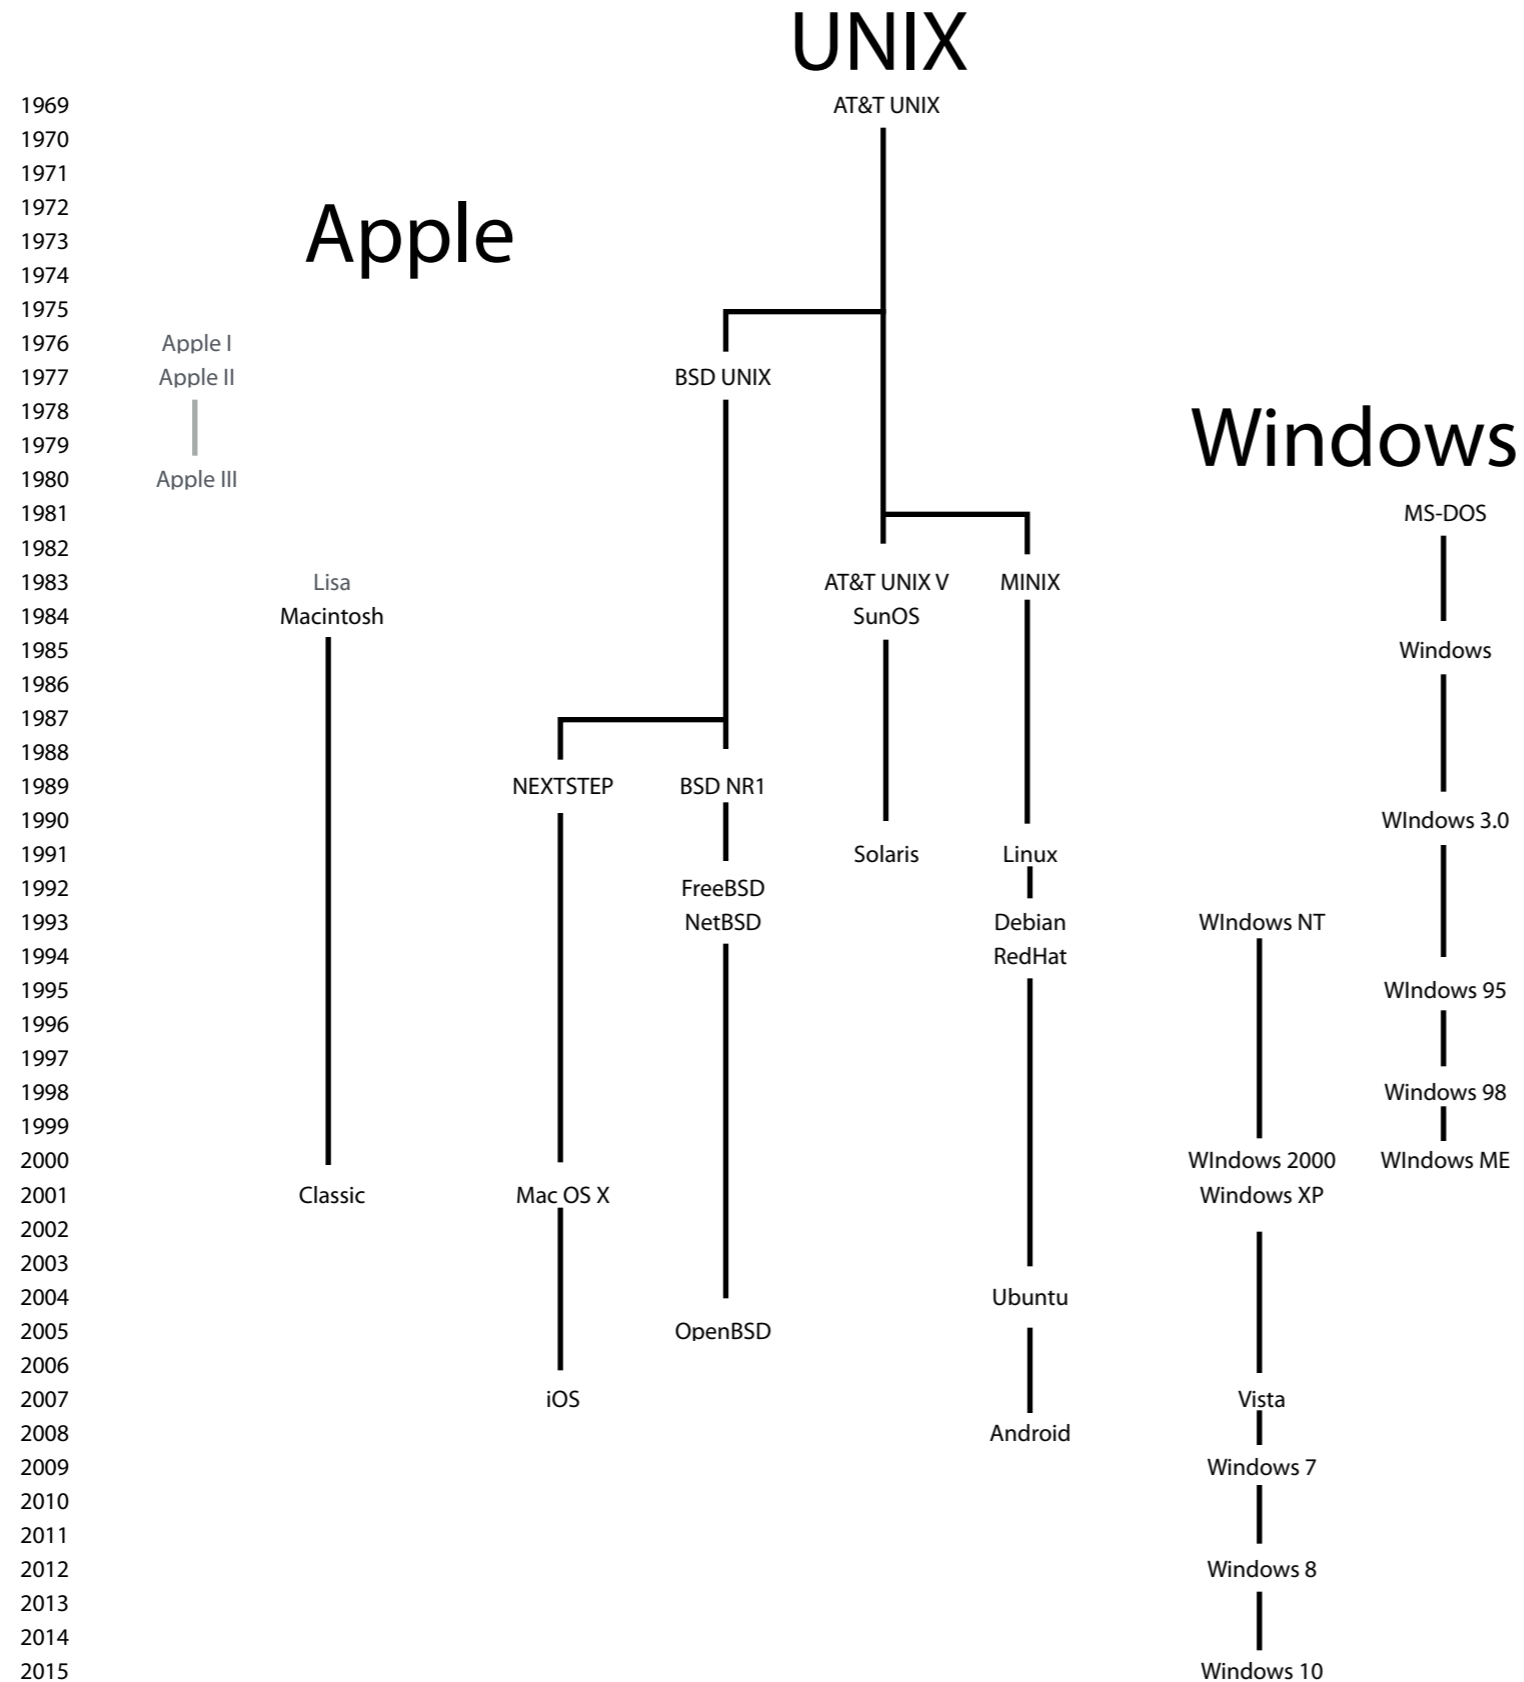 UNIX
1969 AT&T UNIX
1970
1971
1972
Apple
1973
1974
1975
1976 Apple I
1977 Apple II BSD UNIX
1978
Windows
1979
1980 Apple III
1981 MS-DOS
1982
1983 Lisa AT&T UNIX V MINIX
1984 Macintosh SunOS
1985 Windows
1986
1987
1988
1989 NEXTSTEP BSD NR1
1990 WIndows 3.0
1991 Solaris Linux
1992 FreeBSD
1993 NetBSD Debian WIndows NT
1994 RedHat
1995 WIndows 95
1996
1997
1998 Windows 98
1999
2000 WIndows 2000 WIndows ME
2001 Classic Mac OS X Windows XP
2002
2003
2004 Ubuntu
2005 OpenBSD
2006
2007 iOS Vista
2008 Android
2009 Windows 7
2010
2011
2012 Windows 8
2013
2014
2015 Windows 10